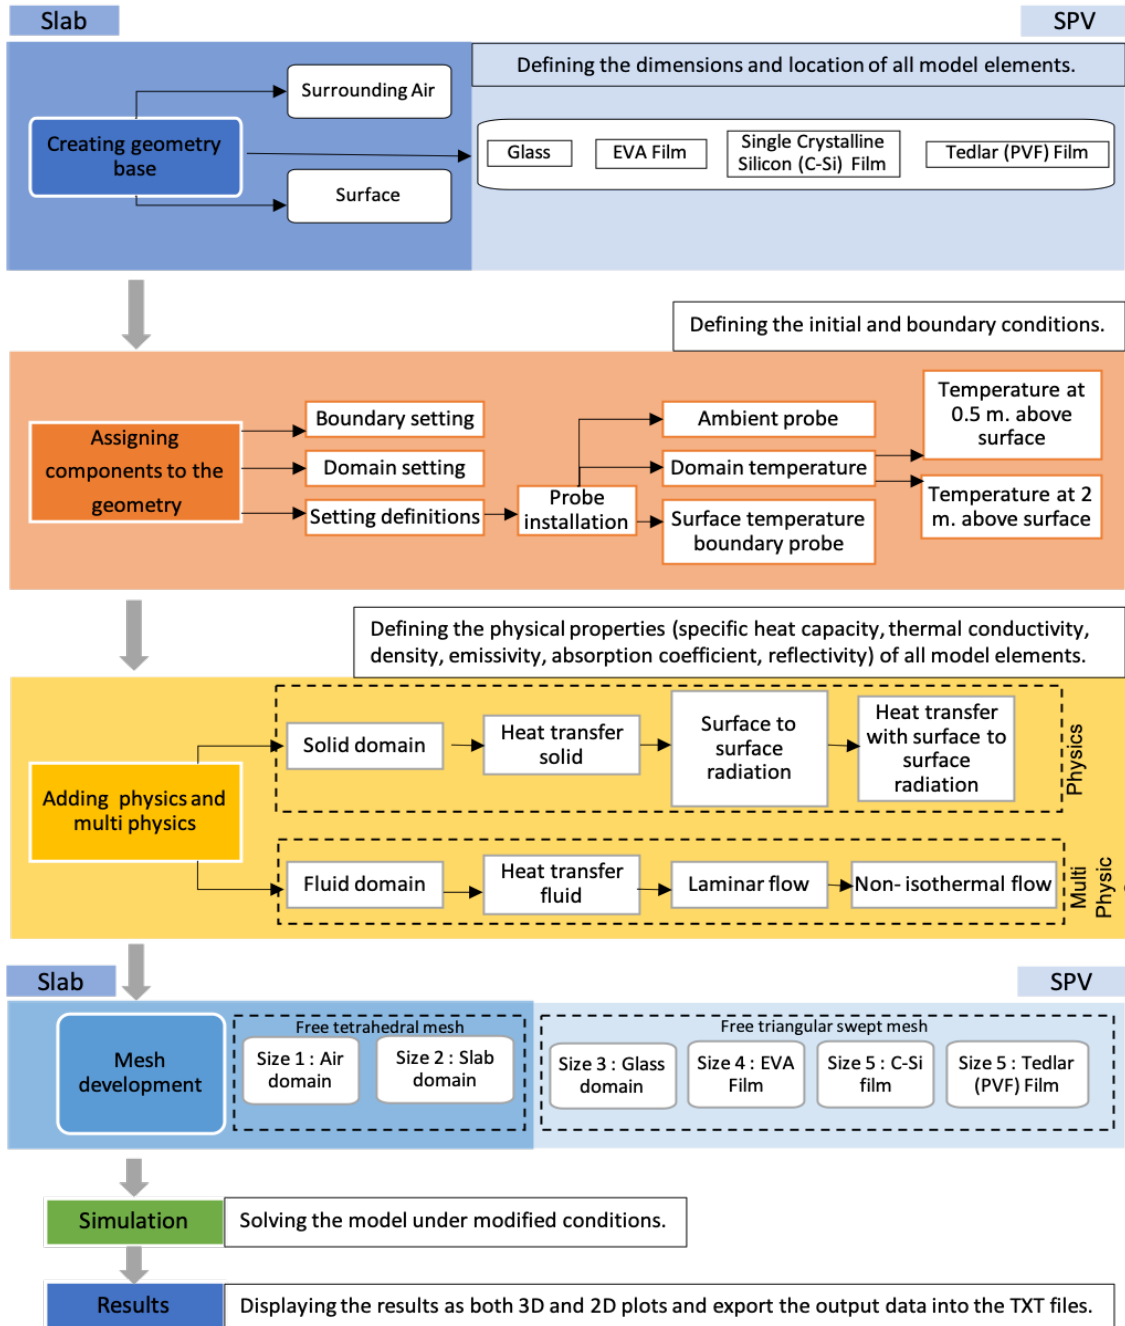 Slab
SPV
Defining the dimensions and location of all model elements.
Surrounding Air
Creating geometry
base
Surface
Glass
EVA Film
Single Crystalline
Silicon (C-Si) Film
Tedlar (PVF) Film
Defining the initial and boundary conditions.
Assigning
components to the
geometry
Boundary setting
Domain setting
Setting definitions
Probe
installation
Ambient probe
Domain temperature
Surface temperature
boundary probe
Temperature at
0.5 m. above
surface
Temperature at 2
m. above surface
Defining the physical properties (specific heat capacity, thermal conductivity,
density, emissivity, absorption coefficient, reflectivity) of all model elements.
Adding physics and
multi physics
Solid domain
Heat transfer
solid
Surface to
surface
radiation
Heat transfer
with surface to
surface
radiation
Physics
Fluid domain
Heat transfer
fluid
Laminar flow
Non- isothermal flow
Multi
Physic
Slab
SPV
Mesh
development
Free tetrahedral mesh
Size 1 : Air
domain
Size 2 : Slab
domain
Free triangular swept mesh
Size 3 : Glass
domain
Size 4 : EVA
Film
Size 5 : C-Si
film
Size 5 : Tedlar
(PVF) Film
Simulation
Solving the model under modified conditions.
Results
Displaying the results as both 3D and 2D plots and export the output data into the TXT files.